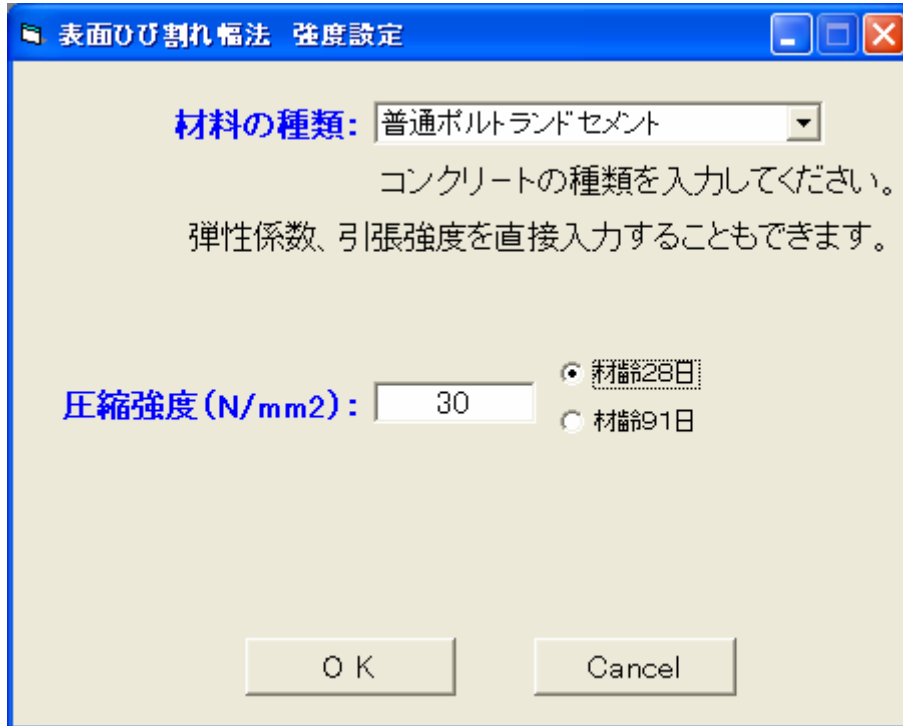 表面ひび割れ幅法 強度設定
材料の種類: 普通ポルトランドセメント
コンクリートの種類を入力してください。
弾性係数、引張強度を直接入力することもできます。
材齢28日
圧縮強度(N/mm2): 30
材齢91日
OK Cancel